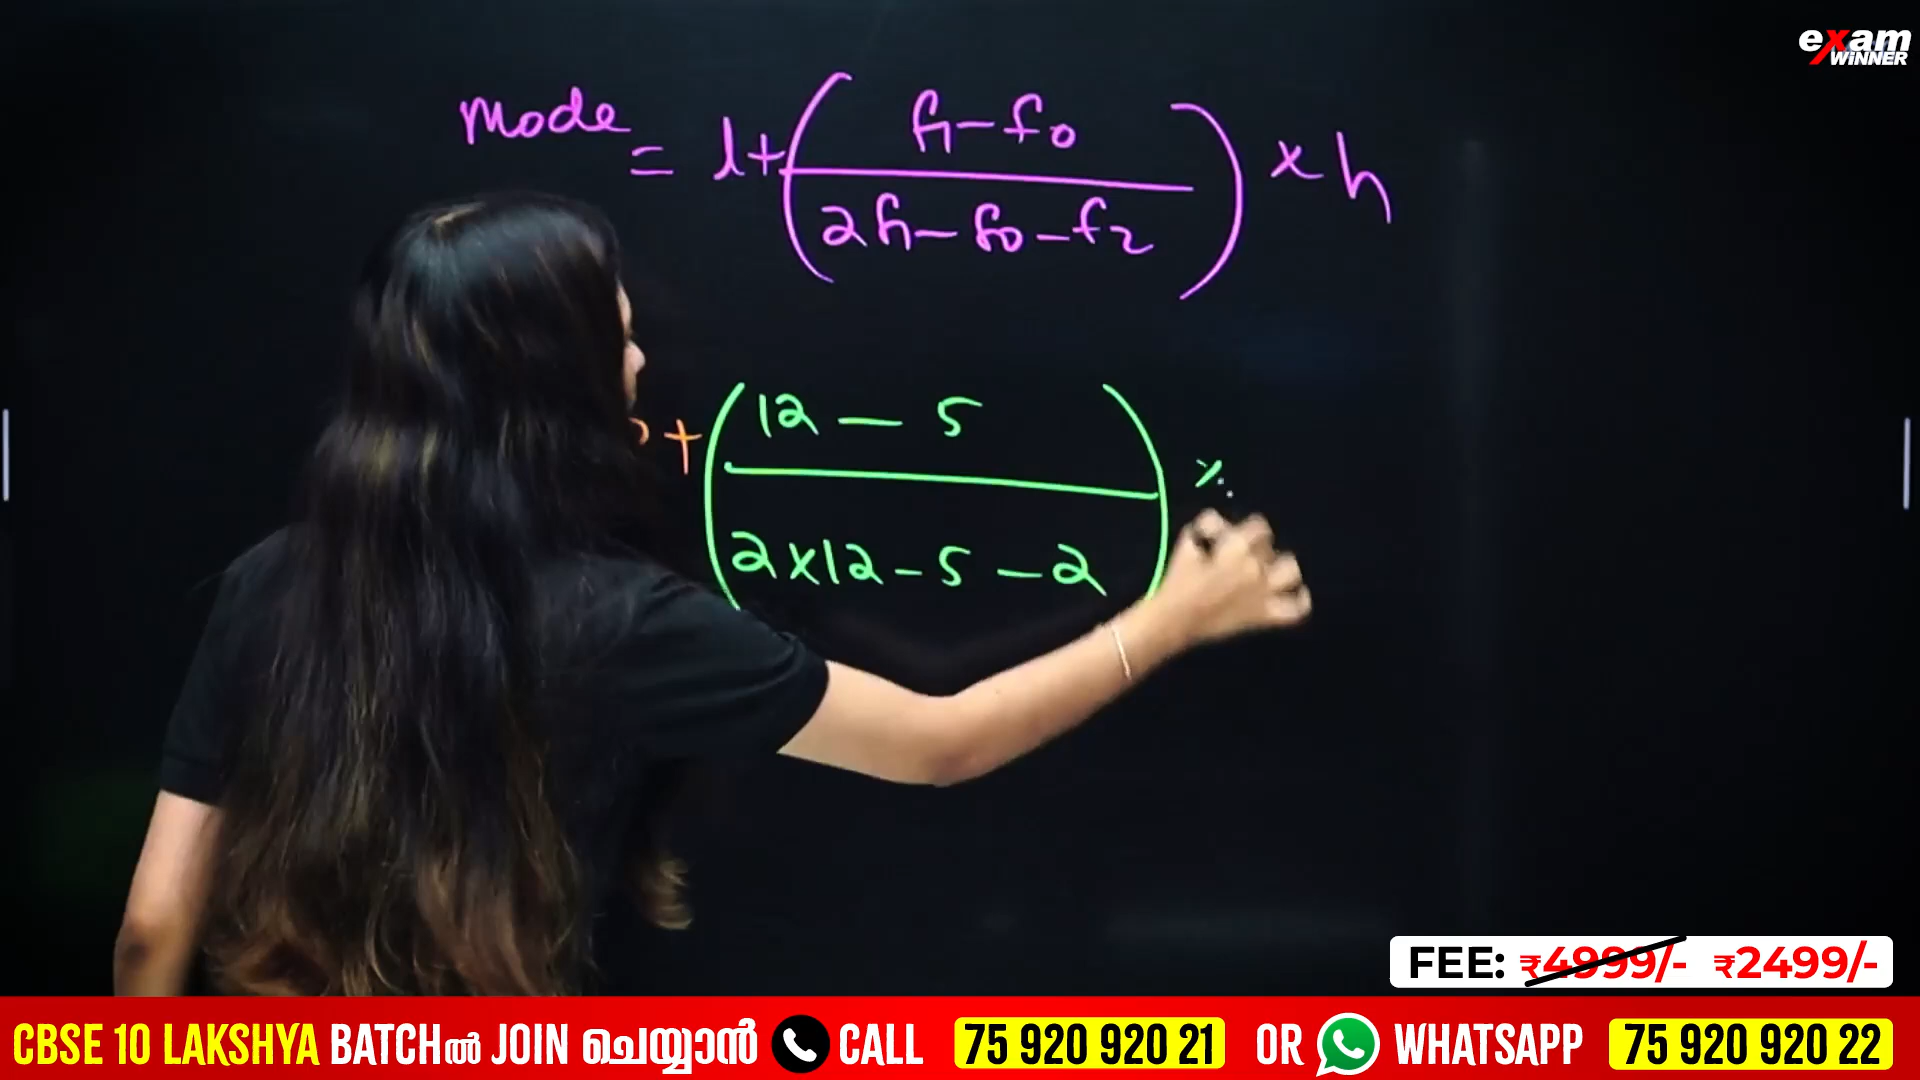 exam
WINNER
mode = l + ( f1 - f0 / 2f1 - f0 - f2 ) x h
+ ( 12 - 5 / 2x12 - 5 - 2 ) x
FEE: ₹4999/- ₹2499/-
CBSE 10 LAKSHYA BATCHൽ JOIN ചെയ്യാൻ CALL 75 920 920 21 OR WHATSAPP 75 920 920 22